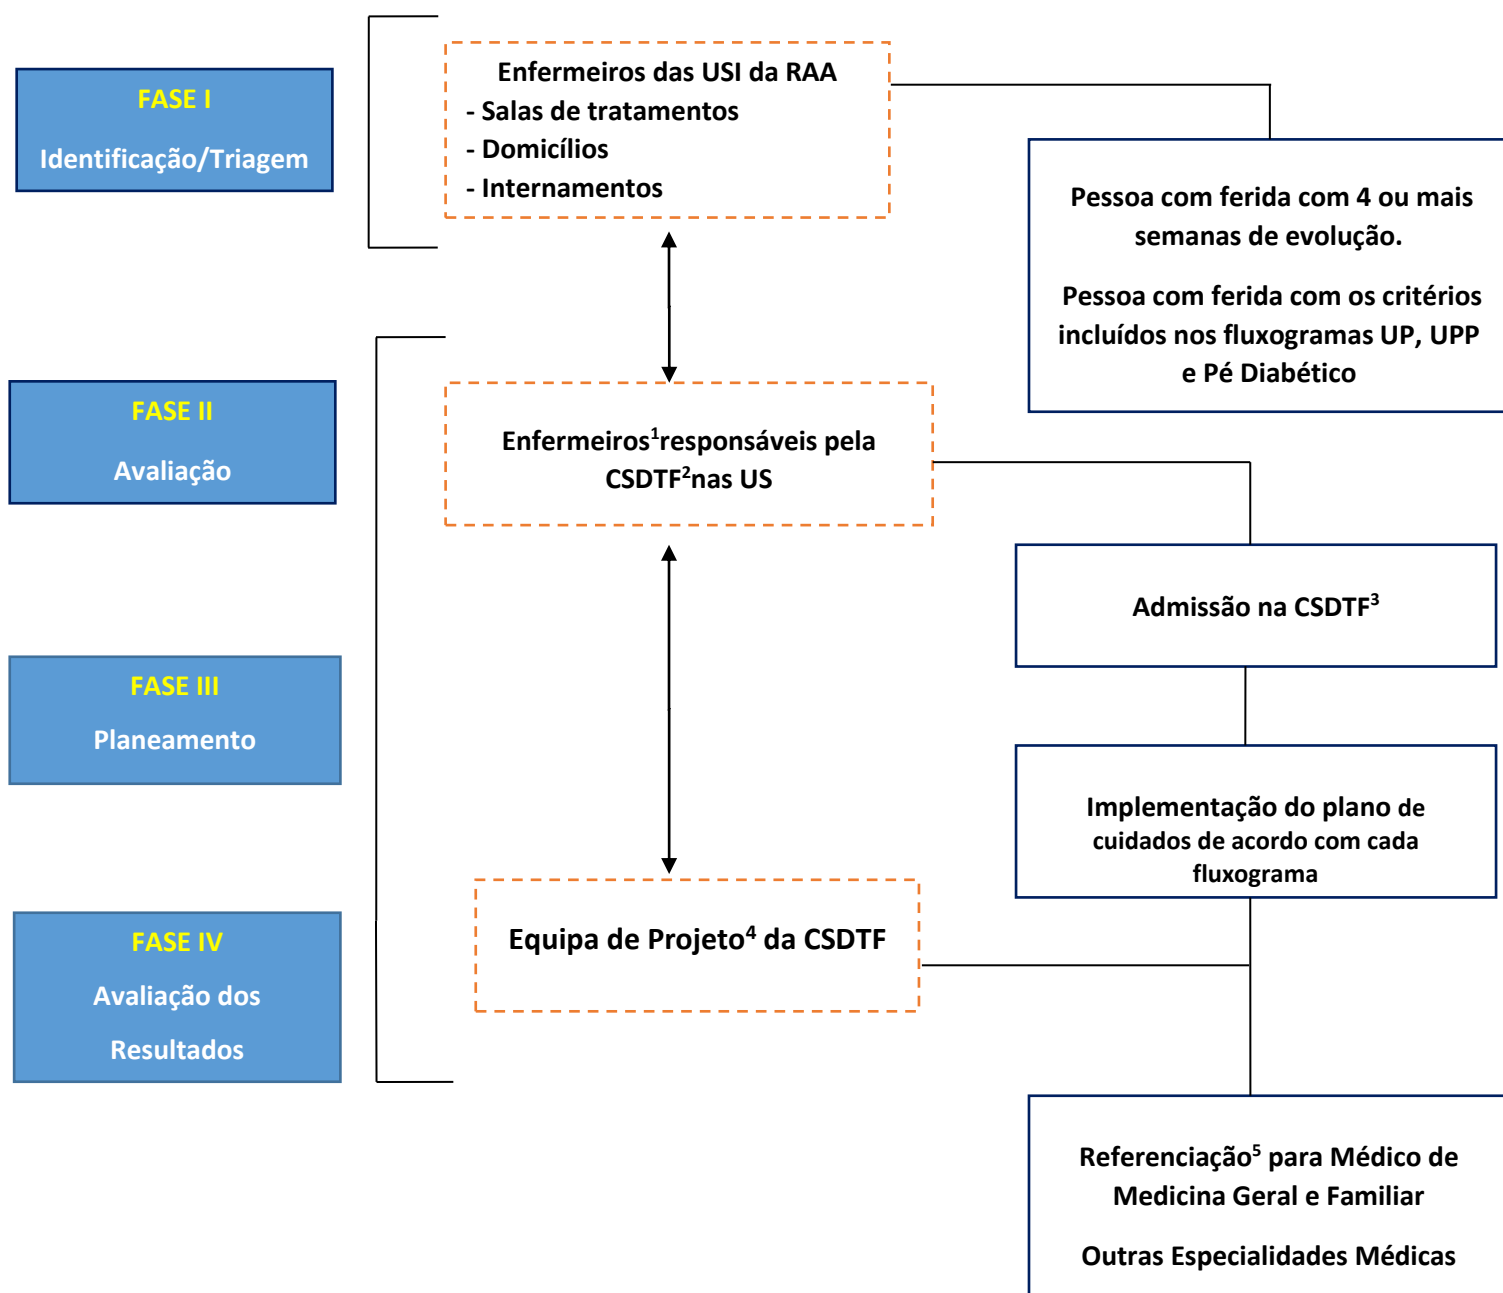 FASE I
Identificação/Triagem
Enfermeiros das USI da RAA
- Salas de tratamentos
- Domicílios
- Internamentos
Pessoa com ferida com 4 ou mais
semanas de evolução.
Pessoa com ferida com os critérios
incluídos nos fluxogramas UP, UPP
e Pé Diabético
FASE II
Avaliação
Enfermeiros¹responsáveis pela
CSDTF²nas US
Admissão na CSDTF³
FASE III
Planeamento
Implementação do plano de
cuidados de acordo com cada
fluxograma
FASE IV
Avaliação dos
Resultados
Equipa de Projeto⁴ da CSDTF
Referenciação⁵ para Médico de
Medicina Geral e Familiar
Outras Especialidades Médicas